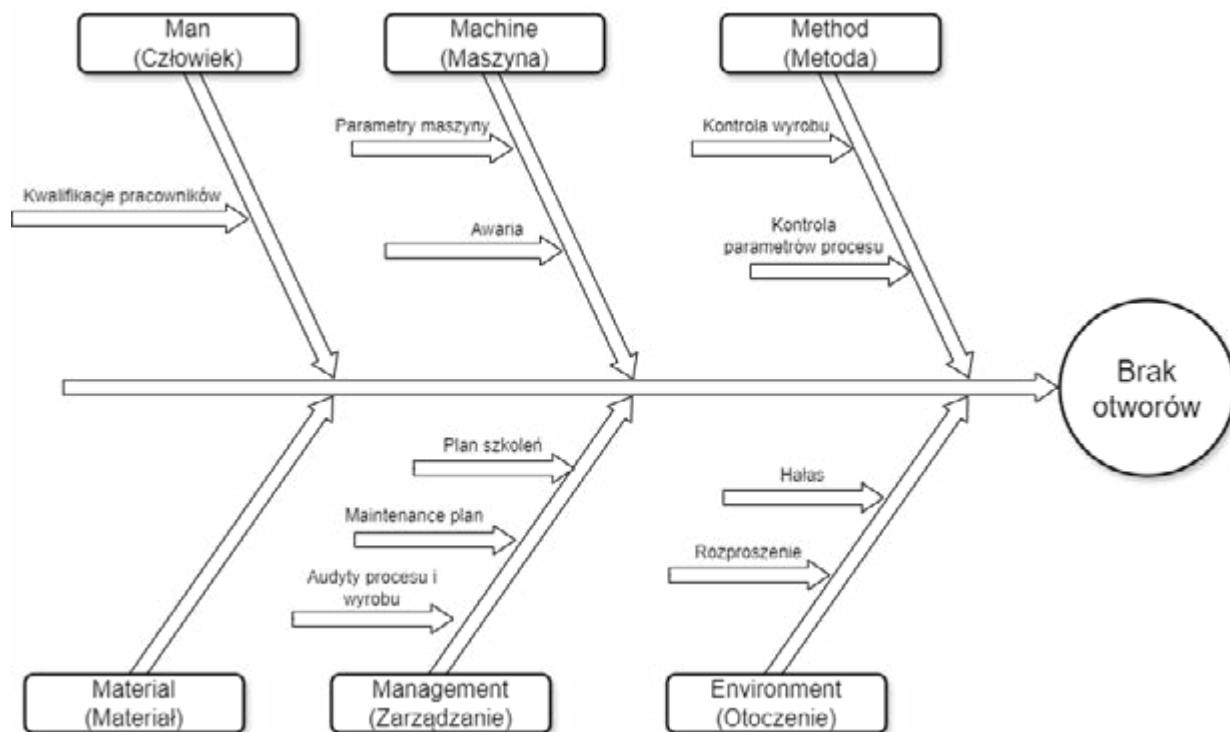 Man
(Człowiek)
Machine
(Maszyna)
Method
(Metoda)
Parametry maszyny
Kontrola wyrobu
Kwalifikacje pracowników
Awaria
Kontrola
parametrów procesu
Brak
otworów
Plan szkoleń
Hałas
Maintenance plan
Rozproszenie
Audyty procesu i
wyrobu
Material
(Materiał)
Management
(Zarządzanie)
Environment
(Otoczenie)